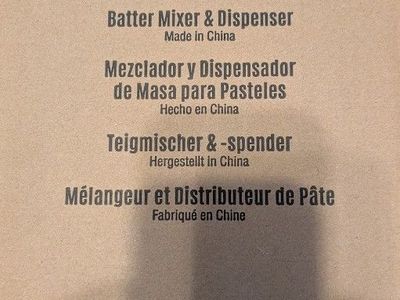 Batter Mixer & Dispenser
Made in China
Mezclador y Dispensador
de Masa para Pasteles
Hecho en China
Teigmischer & -spender
Hergestellt in China
Mélangeur et Distributeur de Pâte
Fabriqué en Chine